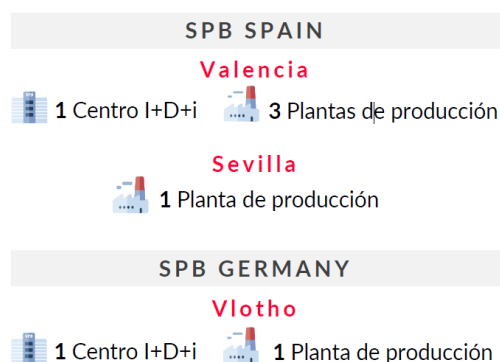 SPB SPAIN
Valencia
1 Centro I+D+i 3 Plantas de producción
Sevilla
1 Planta de producción
SPB GERMANY
Vlotho
1 Centro I+D+i 1 Planta de producción